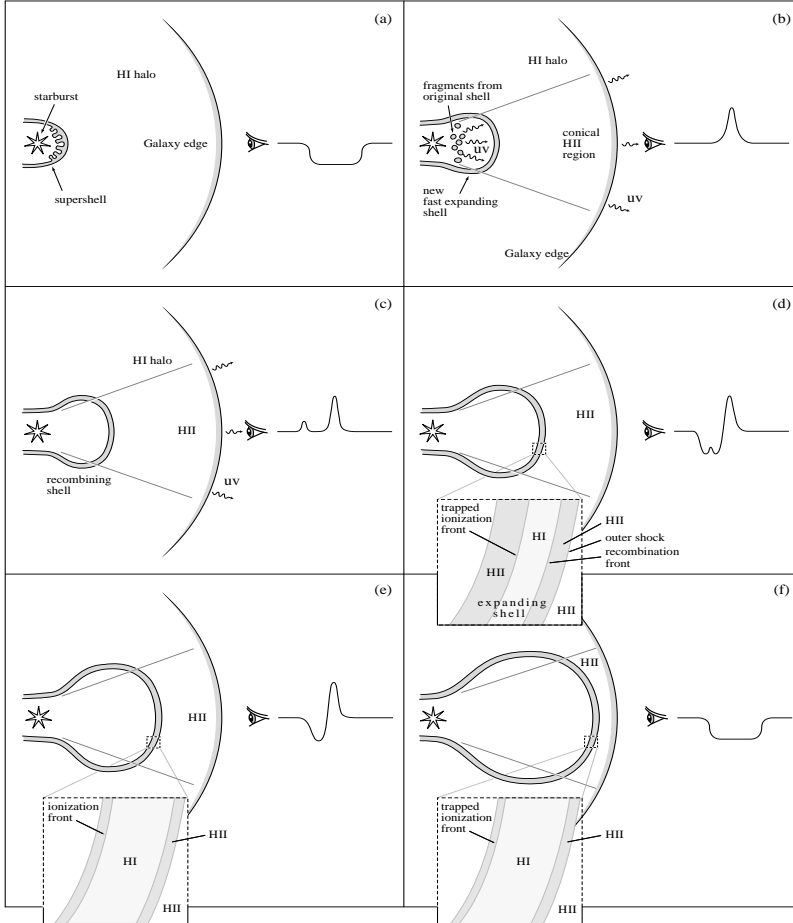 (a)
HI halo
starburst
Galaxy edge
supershell
(b)
HI halo
fragments from
original shell
uv
conical
HII
region
new
fast expanding
shell
uv
Galaxy edge
(c)
HI halo
HII
recombining
shell
uv
(d)
HII
trapped
ionization
front
HI
HII
outer shock
recombination
front
HII
expanding
shell
HII
(e)
HII
ionization
front
HII
HI
HII
(f)
HII
trapped
ionization
front
HII
HI
HII